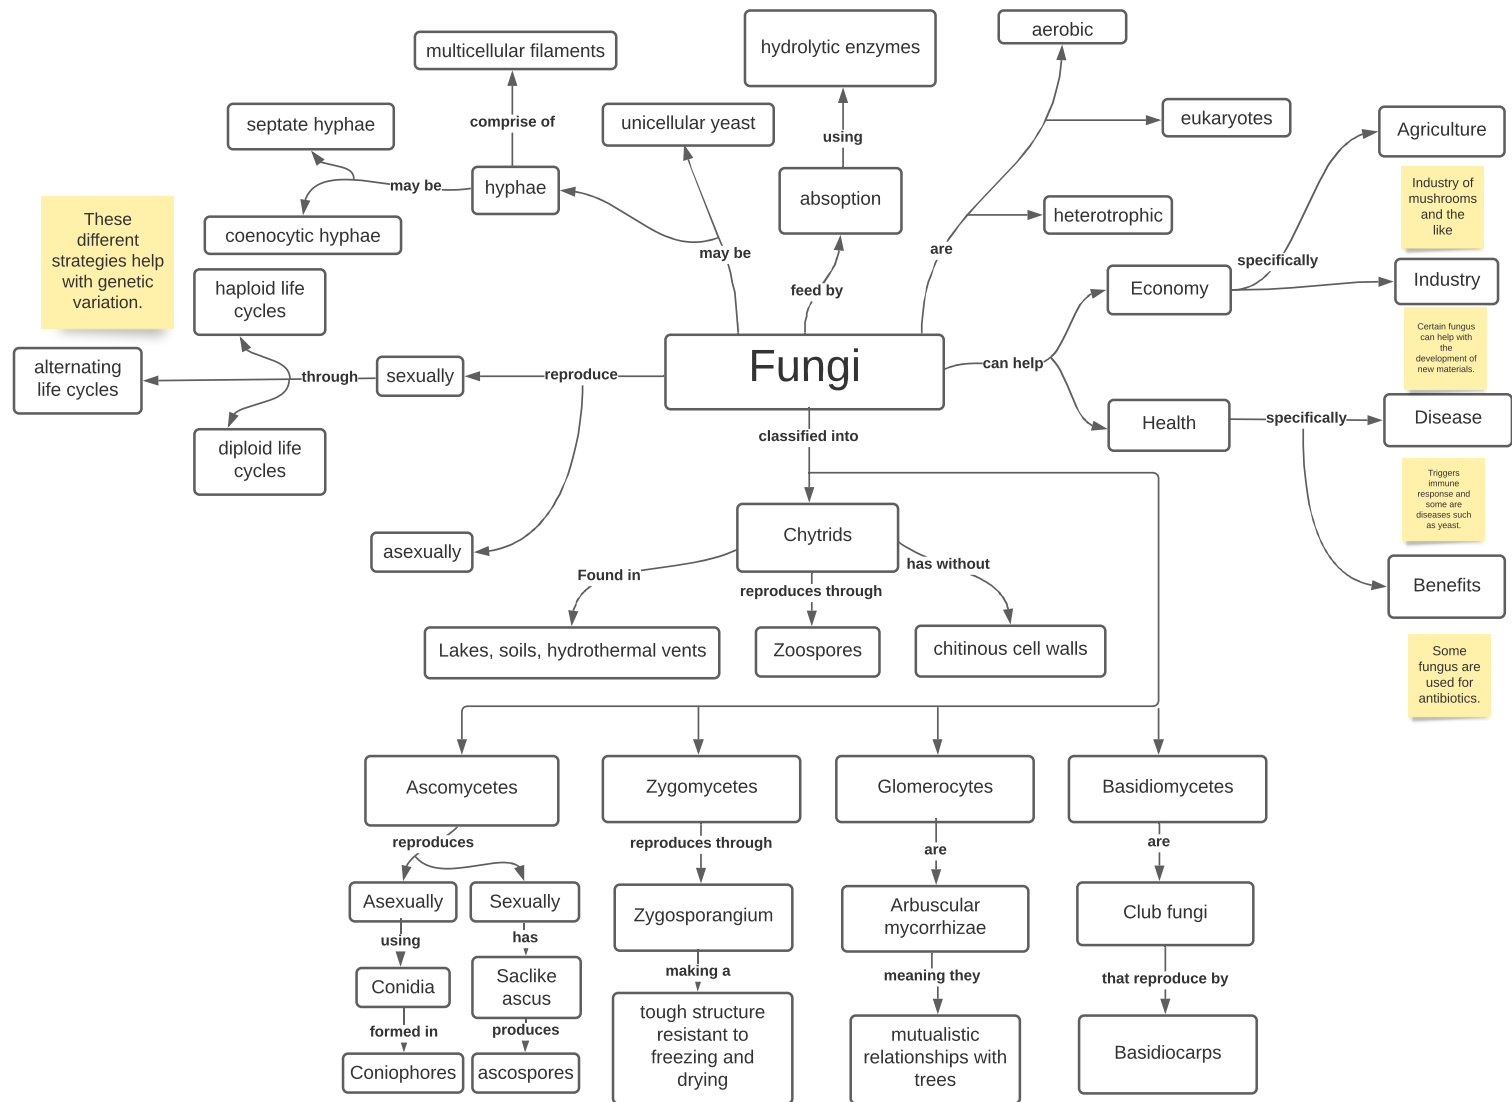 aerobic
hydrolytic enzymes
multicellular filaments
eukaryotes
septate hyphae
comprise of
unicellular yeast
using
Agriculture
hyphae
may be
absoption
heterotrophic
Industry of
mushrooms
and the
like
These
different
strategies help
with genetic
variation.
coenocytic hyphae
may be
are
specifically
feed by
haploid life
cycles
Economy
Industry
Fungi
can help
Certain fungus
can help with
the
development of
new materials.
alternating
life cycles
through
sexually
reproduce
Health
specifically
Disease
classified into
diploid life
cycles
Triggers
immune
response and
some are
diseases such
as yeast.
asexually
Chytrids
Found in
reproduces through
has without
Benefits
Lakes, soils, hydrothermal vents
Zoospores
chitinous cell walls
Some
fungus are
used for
antibiotics.
Ascomycetes
Zygomycetes
Glomerocytes
Basidiomycetes
reproduces
reproduces through
are
are
Asexually
Sexually
Zygosporangium
Arbuscular
mycorrhizae
Club fungi
using
has
making a
meaning they
that reproduce by
Conidia
Saclike
ascus
formed in
produces
Coniophores
ascospores
tough structure
resistant to
freezing and
drying
mutualistic
relationships with
trees
Basidiocarps